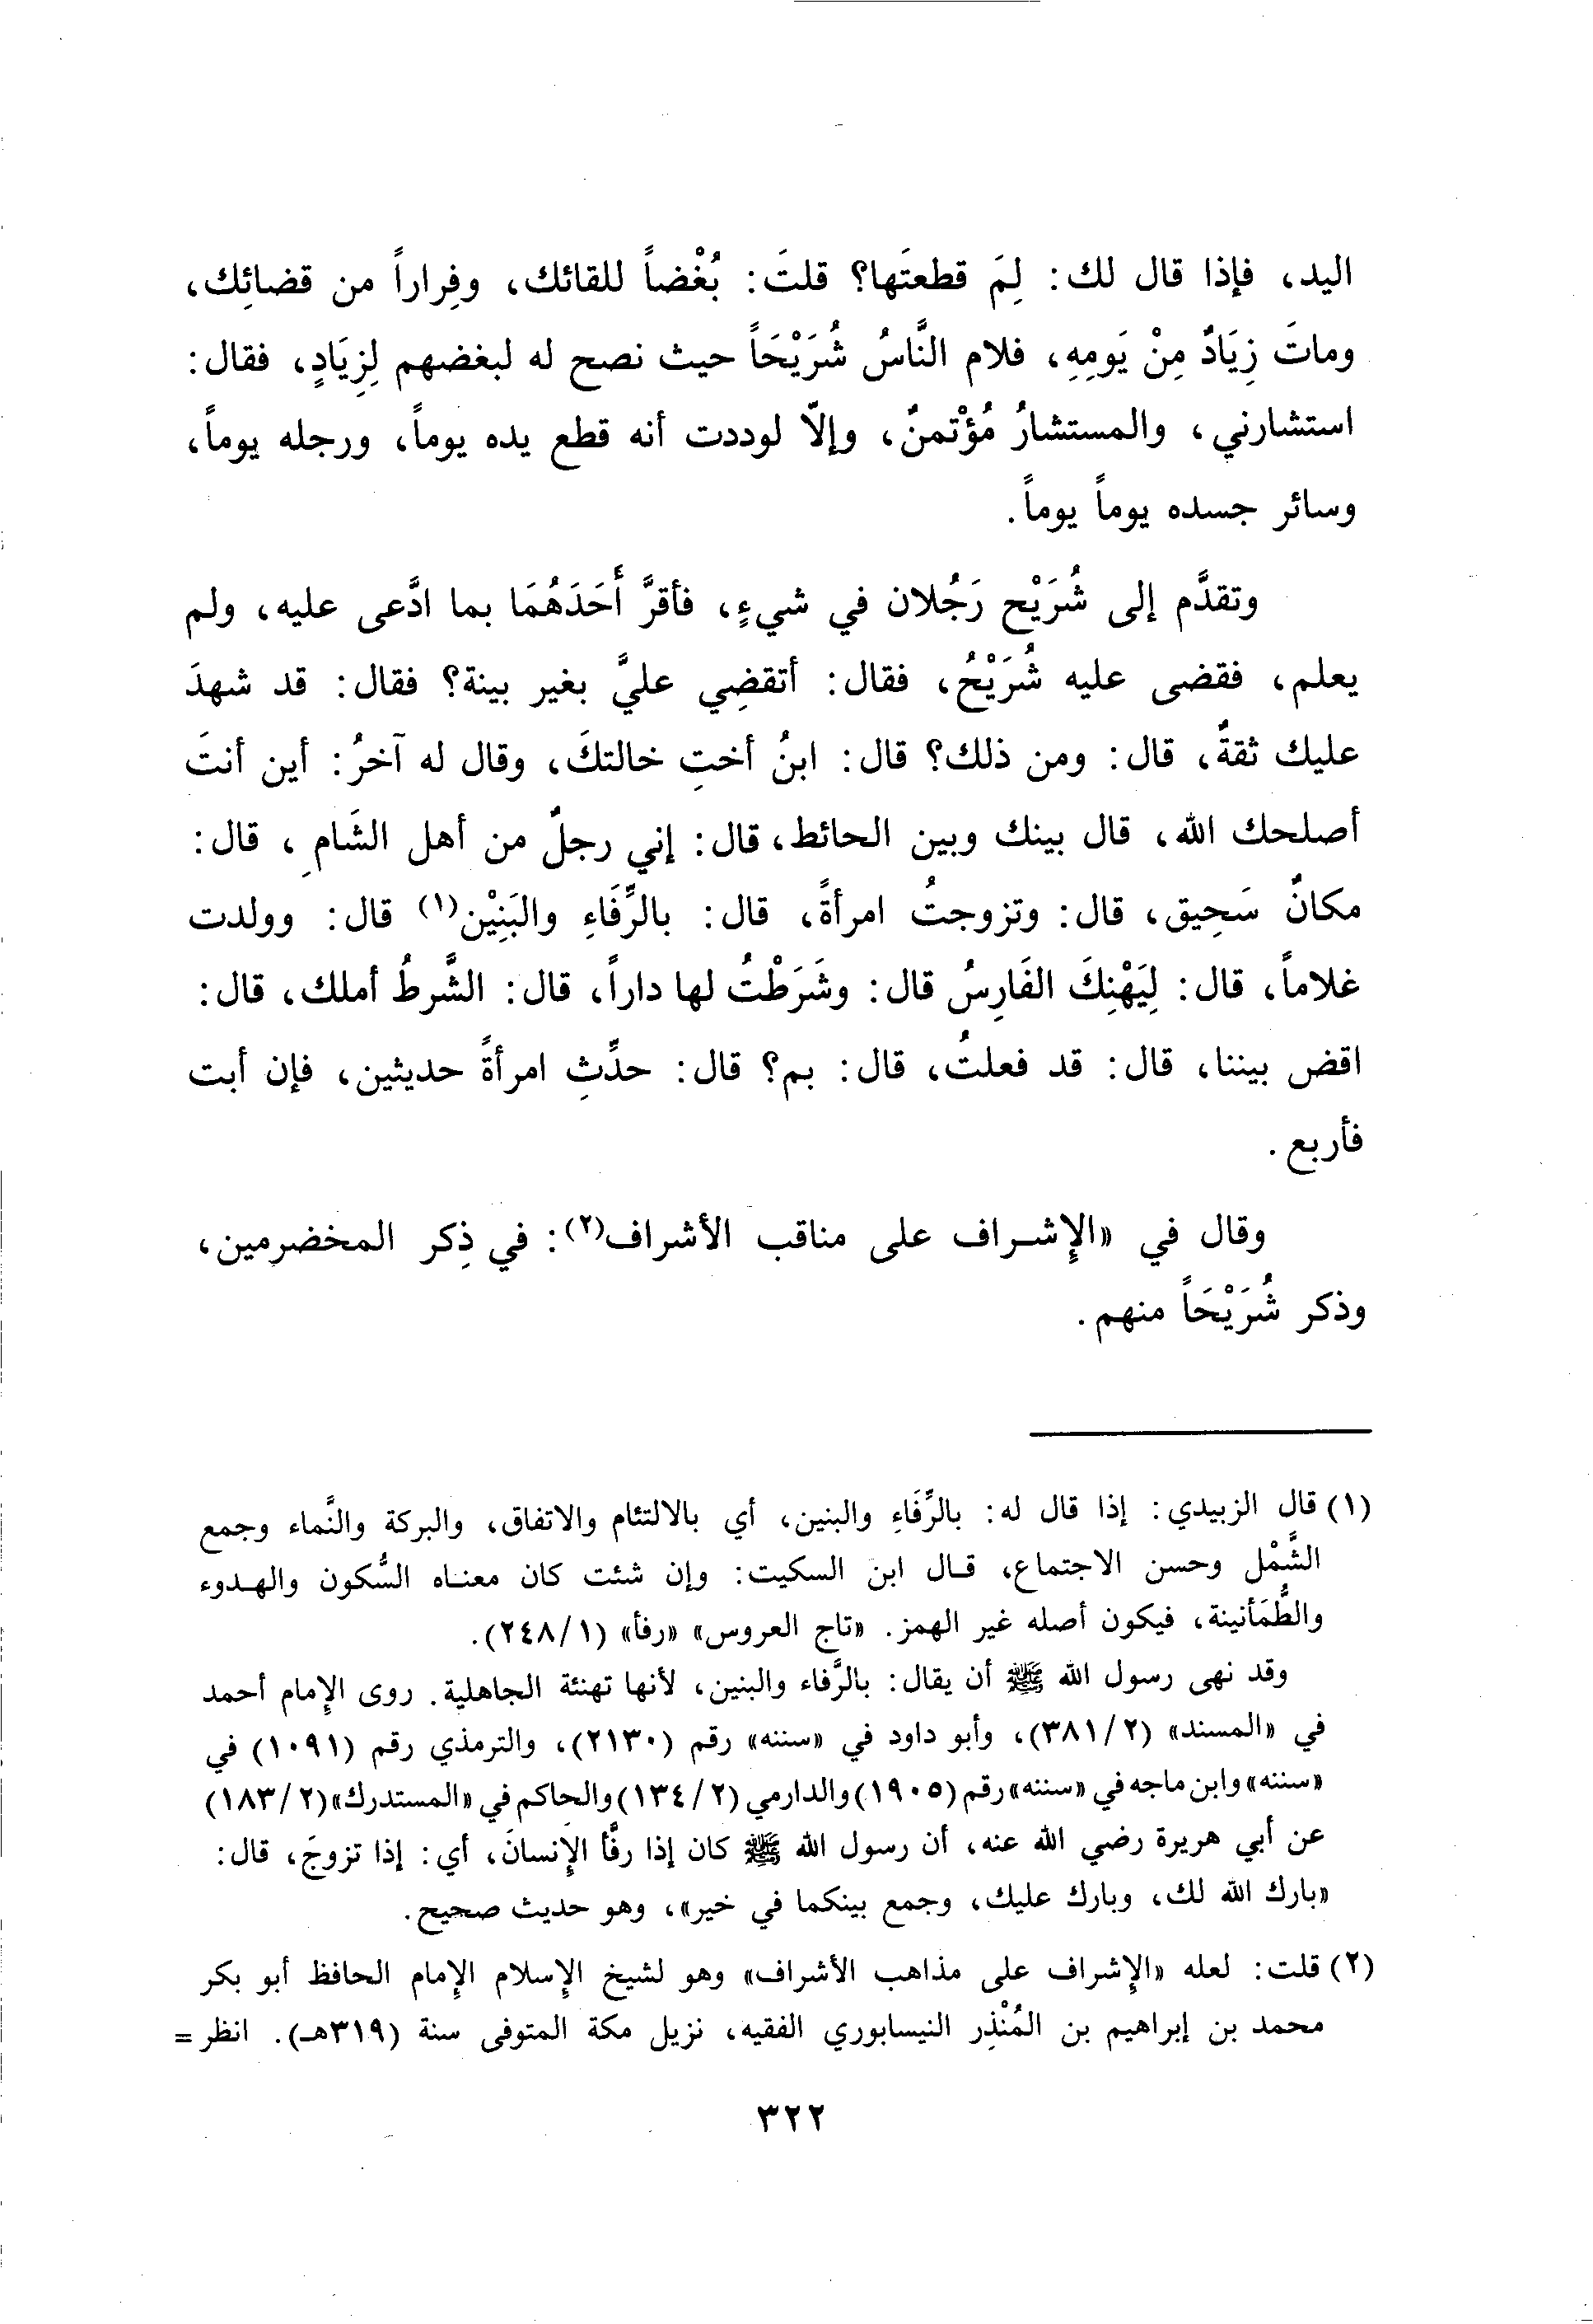 اليد، فإذا قال لك: لِمَ قطعتَها؟ قلتَ: بُغْضاً للقائك، وفِراراً من قضائِك،
وماتَ زِيَادٌ مِنْ يَومِهِ، فلام النَّاسُ شُرَيْحَاً حيث نصح له لبغضهم لِزِيَادٍ، فقال:
استشارني، والمستشارُ مُؤْتمنٌ، وإلاّ لوددت أنه قطع يده يوماً، ورجله يوماً،
وسائر جسده يوماً يوماً.
وتقدَّم إلى شُرَيْح رَجُلان في شيءٍ، فأقرَّ أَحَدَهُمَا بما ادَّعى عليه، ولم
يعلم، فقضى عليه شُرَيْحُ، فقال: أتقضِي عليَّ بغير بينة؟ فقال: قد شهدَ
عليك ثقةٌ، قال: ومن ذلك؟ قال: ابنُ أختِ خالتكَ، وقال له آخرُ: أين أنتَ
أصلحك الله، قال بينك وبين الحائط، قال: إني رجلٌ من أهل الشَامِ، قال:
مكانٌ سَحِيق، قال: وتزوجتُ امرأةً، قال: بالرِّفَاءِ والبَنِيْن(١) قال: وولدت
غلاماً، قال: لِيَهْنِكَ الفَارِسُ قال: وشَرَطْتُ لها داراً، قال: الشَّرطُ أملك، قال:
اقض بيننا، قال: قد فعلتُ، قال: بم؟ قال: حدِّثِ امرأةً حديثين، فإن أبت
فأربع.
وقال في «الإشراف على مناقب الأشراف(٢): في ذِكر المخضرمين،
وذكر شُرَيْحَاً منهم.
(١) قال الزبيدي: إذا قال له: بالرِّفَاءِ والبنين، أي بالالتئام والاتفاق، والبركة والنَّماء وجمع
الشَّمْل وحسن الاجتماع، قال ابن السكيت: وإن شئت كان معناه السُّكون والهدوء
والطُّمَأنينة، فيكون أصله غير الهمز. «تاج العروس» «رفأ» (١/ ٢٤٨).
وقد نهى رسول الله ﷺ أن يقال: بالرَّفاء والبنين، لأنها تهنئة الجاهلية. روى الإمام أحمد
في «المسند» (٢/ ٣٨١)، وأبو داود في «سننه» رقم (٢١٣٠)، والترمذي رقم (١٠٩١) في
«سننه» وابن ماجه في «سننه» رقم (١٩٠٥) والدارمي (٢/ ١٣٤) والحاكم في «المستدرك» (٢/ ١٨٣)
عن أبي هريرة رضي الله عنه، أن رسول الله ﷺ كان إذا رفَّأ الإنسانَ، أي: إذا تزوجَ، قال:
«بارك الله لك، وبارك عليك، وجمع بينكما في خير»، وهو حديث صحيح.
(٢) قلت: لعله «الإشراف على مذاهب الأشراف» وهو لشيخ الإسلام الإمام الحافظ أبو بكر
محمد بن إبراهيم بن المُنْذِر النيسابوري الفقيه، نزيل مكة المتوفى سنة (٣١٩هـ). انظر =
٣٢٢